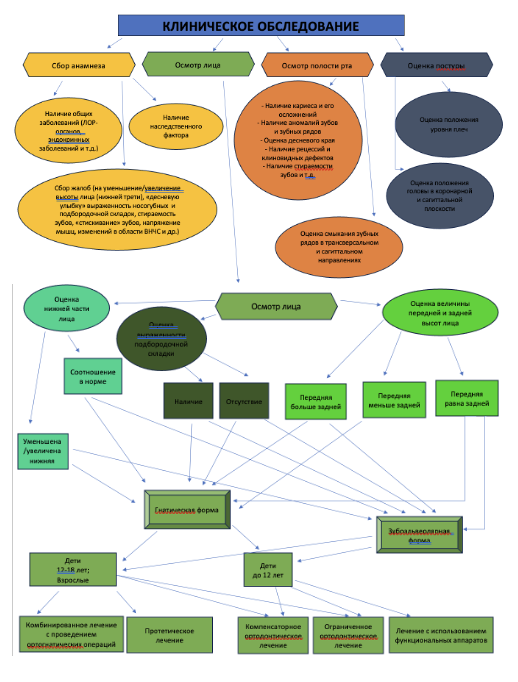 КЛИНИЧЕСКОЕ ОБСЛЕДОВАНИЕ
Сбор анамнеза
Осмотр лица
Осмотр полости рта
Оценка постуры
Наличие общих
заболеваний (ЛОР-
органов,
эндокринных
заболеваний и т.д.)
Наличие
наследственного
фактора
- Наличие кариеса и его
осложнений
- Наличие аномалий зубов
и зубных рядов
- Оценка десневого края
- Наличие рецессий и
клиновидных дефектов
- Наличие стираемости
зубов и т.д.
Оценка положения
уровня плеч
Сбор жалоб (на уменьшение/увеличение
высоты лица (нижней трети), «десневую
улыбку» выраженность носогубных и
подбородочной складок, стираемость
зубов, «стискивание» зубов, напряжение
мышц, изменений в области ВНЧС и др.)
Оценка положения
головы в коронарной
и сагиттальной
плоскости
Оценка смыкания зубных
рядов в трансверсальном
и сагиттальном
направлениях
Оценка
нижней части
лица
Осмотр лица
Оценка величины
передней и задней
высот лица
Оценка
выраженности
подбородочной
складки
Соотношение
в норме
Наличие
Отсутствие
Передняя
больше задней
Передняя
меньше задней
Передняя
равна задней
Уменьшена
/увеличена
нижняя
Гнатическая форма
Зубоальвеолярная
форма
Дети
12-18 лет;
Взрослые
Дети
до 12 лет
Комбинированное лечение
с проведением
ортогнатических операций
Протетическое
лечение
Компенсаторное
ортодонтическое
лечение
Ограниченное
ортодонтическое
лечение
Лечение с использованием
функциональных аппаратов